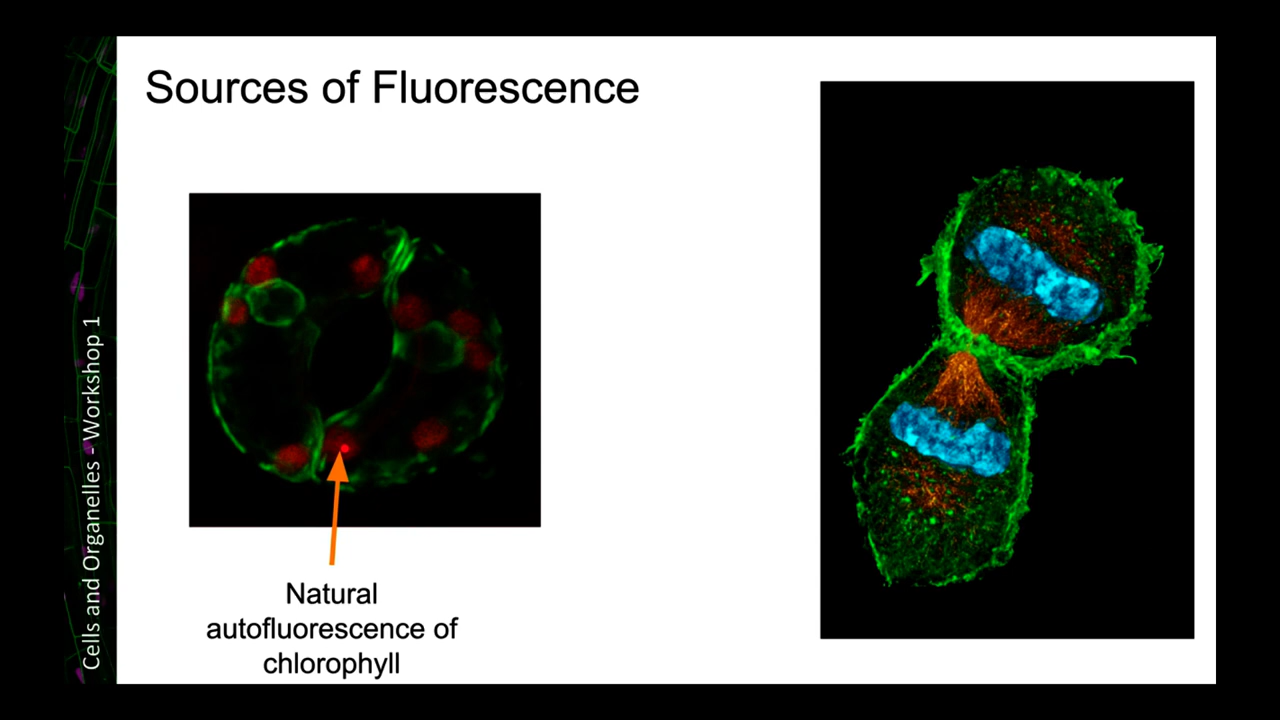 Sources of Fluorescence
Natural
autofluorescence of
chlorophyll
Cells and Organelles - Workshop 1